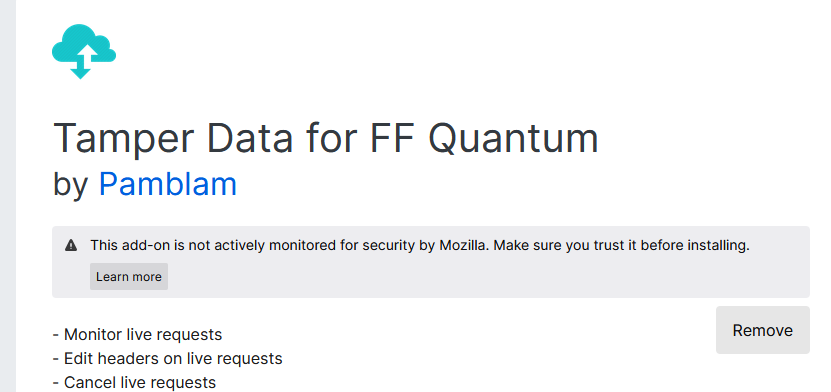 Tamper Data for FF Quantum
by Pamblam
This add-on is not actively monitored for security by Mozilla. Make sure you trust it before installing.
Learn more
Remove
- Monitor live requests
- Edit headers on live requests
- Cancel live requests